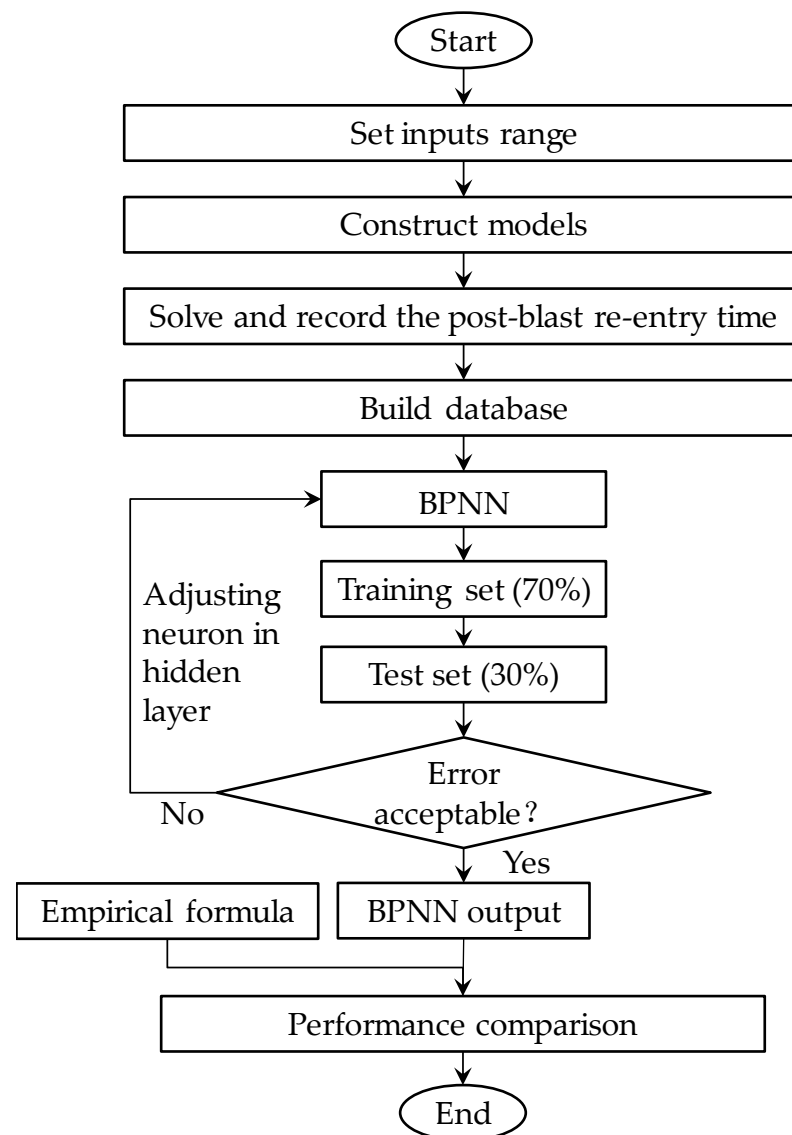 Start
Set inputs range
Construct models
Solve and record the post-blast re-entry time
Build database
BPNN
Training set (70%)
Adjusting
neuron in
hidden
layer
Test set (30%)
Error
acceptable?
No
Yes
Empirical formula
BPNN output
Performance comparison
End